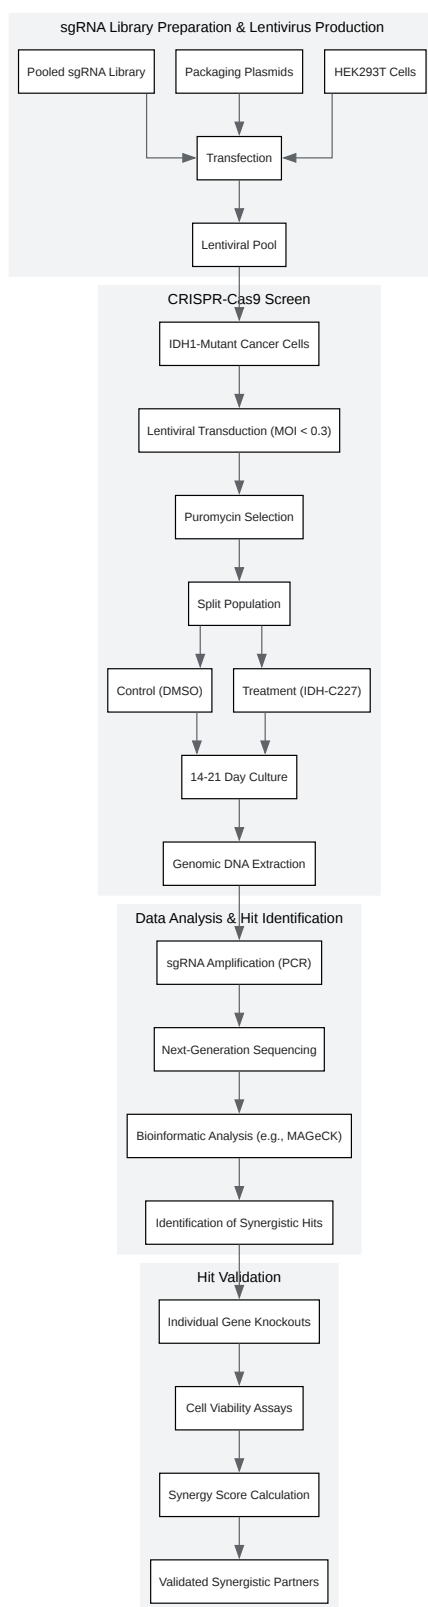 sgRNA Library Preparation & Lentivirus Production
Pooled sgRNA Library
Packaging Plasmids
HEK293T Cells
Transfection
Lentiviral Pool
CRISPR-Cas9 Screen
IDH1-Mutant Cancer Cells
Lentiviral Transduction (MOI < 0.3)
Puromycin Selection
Split Population
Control (DMSO)
Treatment (IDH-C227)
14-21 Day Culture
Genomic DNA Extraction
Data Analysis & Hit Identification
sgRNA Amplification (PCR)
Next-Generation Sequencing
Bioinformatic Analysis (e.g., MAGeCK)
Identification of Synergistic Hits
Hit Validation
Individual Gene Knockouts
Cell Viability Assays
Synergy Score Calculation
Validated Synergistic Partners